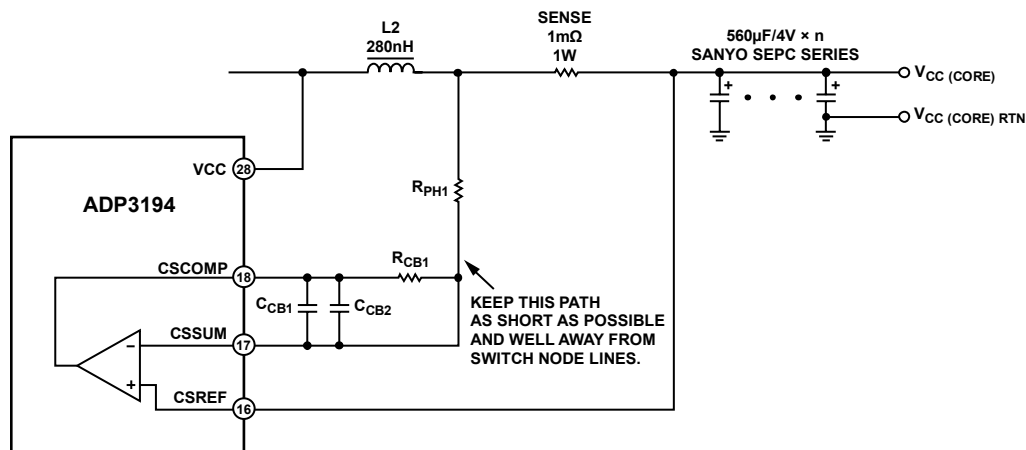 L2
280nH
SENSE
1mΩ
1W
560µF/4V × n
SANYO SEPC SERIES
+
+
VCC (CORE)
VCC (CORE) RTN
VCC
28
ADP3194
RPH1
CSCOMP
18
RCB1
CCB1
CCB2
KEEP THIS PATH
AS SHORT AS POSSIBLE
AND WELL AWAY FROM
SWITCH NODE LINES.
CSSUM
17
–
+
CSREF
16